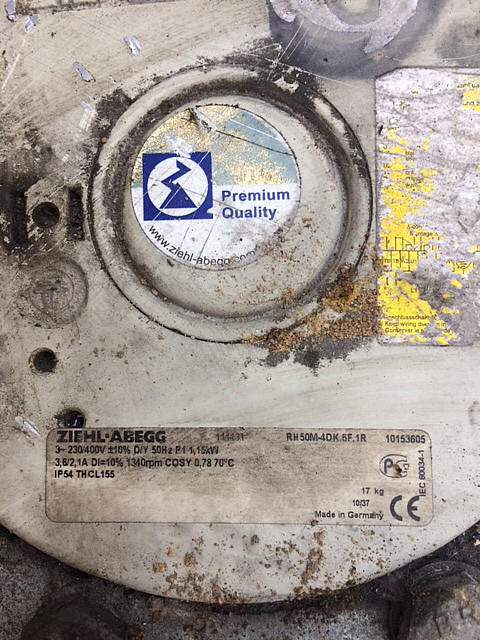 Premium
Quality
www.ziehl-abegg.com
ZIEHL-ABEGG RH50M-4DK.6F.1R 10153605
3~ 230/400V ±10% D/Y 50Hz P1 1,15kW
3,6/2,1A DI=10% 1340rpm COSY 0,78 70°C
IP54 THCL155
IEC 60034-1
17 kg
10/37
Made in Germany CE